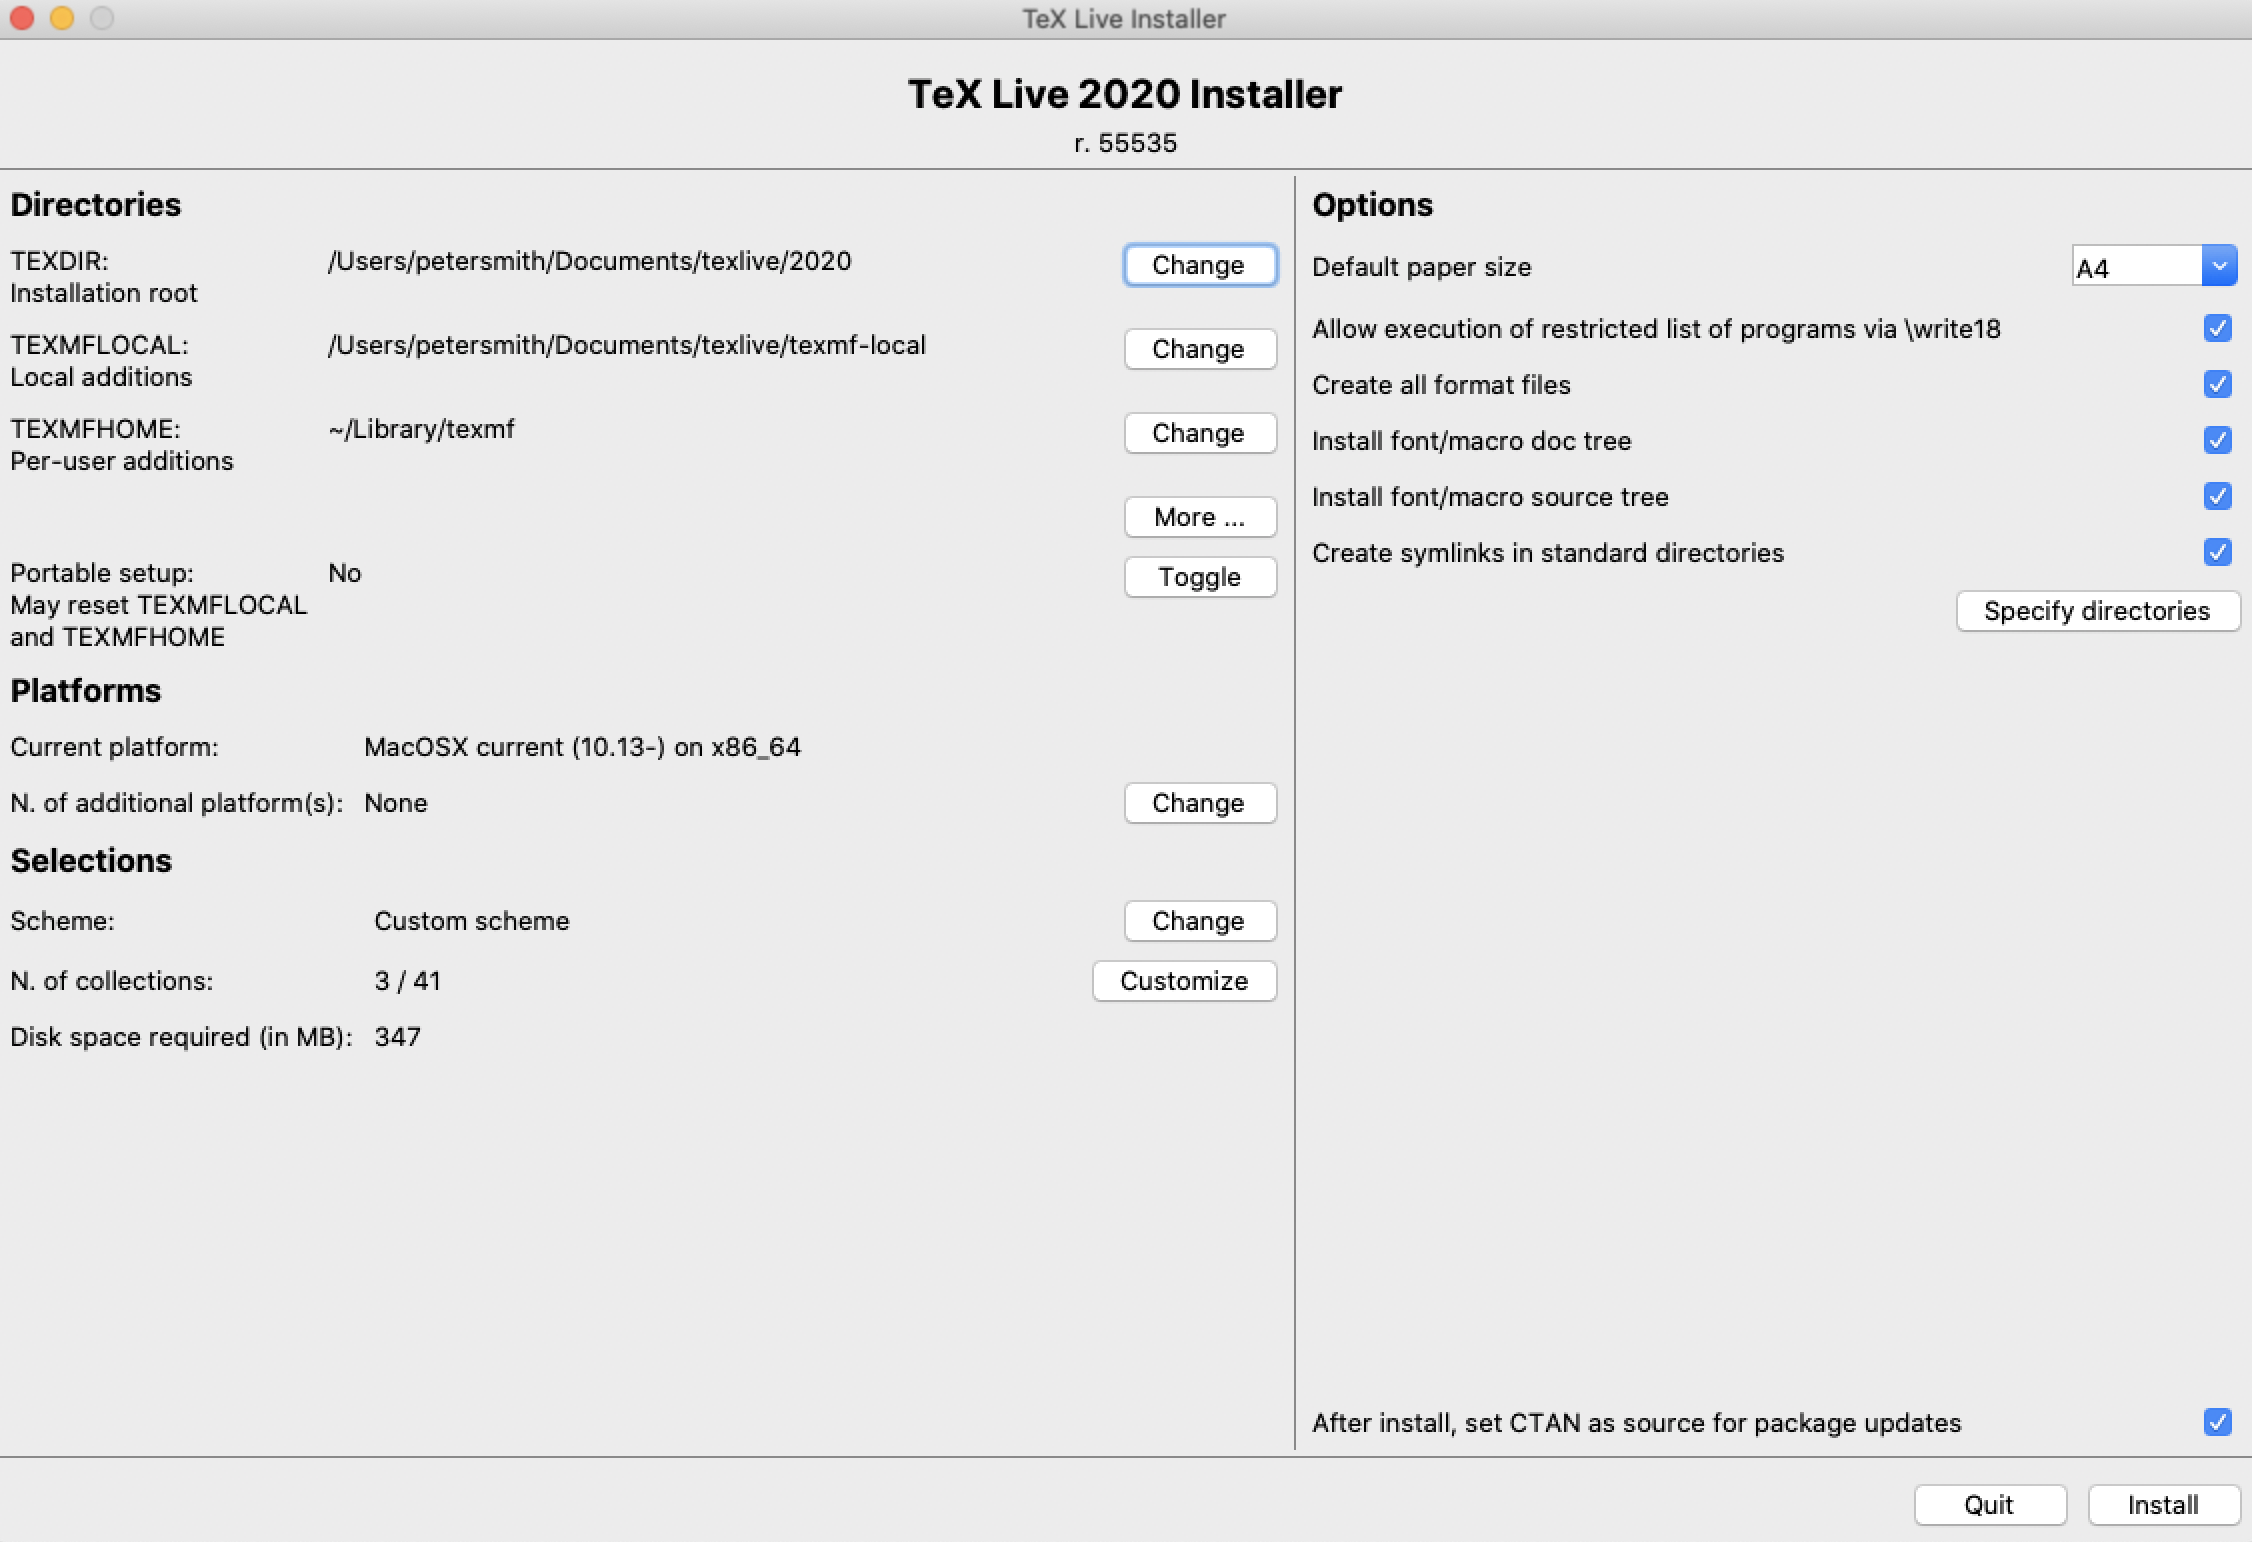 TeX Live Installer
TeX Live 2020 Installer
r. 55535
Directories
TEXDIR: /Users/petersmith/Documents/texlive/2020 Change
Installation root
TEXMFLOCAL: /Users/petersmith/Documents/texlive/texmf-local Change
Local additions
TEXMFHOME: ~/Library/texmf Change
Per-user additions
More ...
Portable setup: No Toggle
May reset TEXMFLOCAL
and TEXMFHOME
Platforms
Current platform: MacOSX current (10.13-) on x86_64
N. of additional platform(s): None Change
Selections
Scheme: Custom scheme Change
N. of collections: 3 / 41 Customize
Disk space required (in MB): 347
Options
Default paper size A4
Allow execution of restricted list of programs via \write18
Create all format files
Install font/macro doc tree
Install font/macro source tree
Create symlinks in standard directories
Specify directories
After install, set CTAN as source for package updates
Quit Install